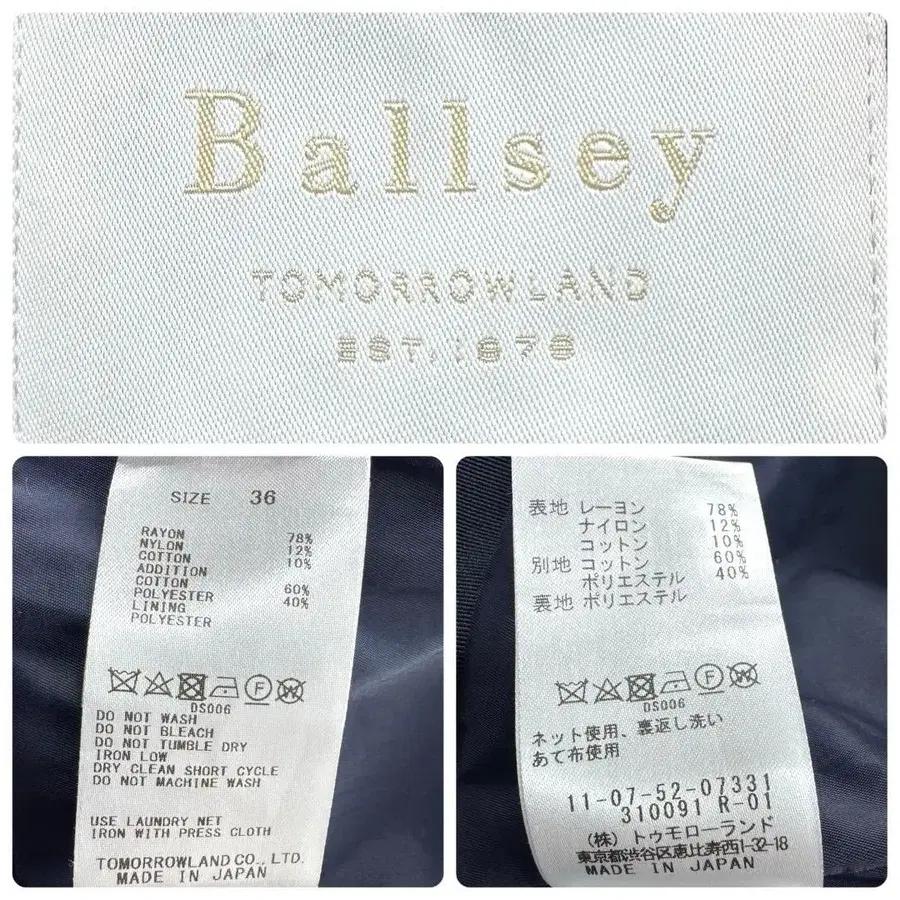 Ballsey
TOMORROWLAND
EST. 1979
SIZE 36
RAYON 78%
NYLON 12%
COTTON 10%
ADDITION
COTTON 60%
POLYESTER 40%
LINING
POLYESTER
DS006
DO NOT WASH
DO NOT BLEACH
DO NOT TUMBLE DRY
IRON LOW
DRY CLEAN SHORT CYCLE
DO NOT MACHINE WASH
USE LAUNDRY NET
IRON WITH PRESS CLOTH
TOMORROWLAND CO., LTD.
MADE IN JAPAN
表地 レーヨン 78%
ナイロン 12%
コットン 10%
別地 コットン 60%
ポリエステル 40%
裏地 ポリエステル
DS006
ネット使用、裏返し洗い
あて布使用
11-07-52-07331
310091 R-01
(株) トゥモローランド
東京都渋谷区恵比寿西1-32-18
MADE IN JAPAN